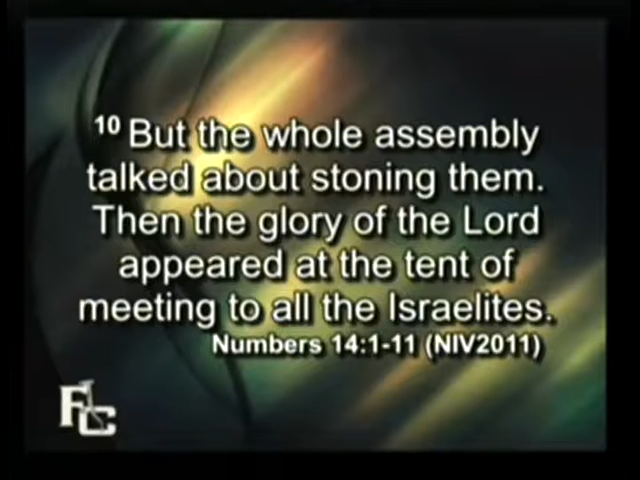 10 But the whole assembly
talked about stoning them.
Then the glory of the Lord
appeared at the tent of
meeting to all the Israelites.
Numbers 14:1-11 (NIV2011)
FLC